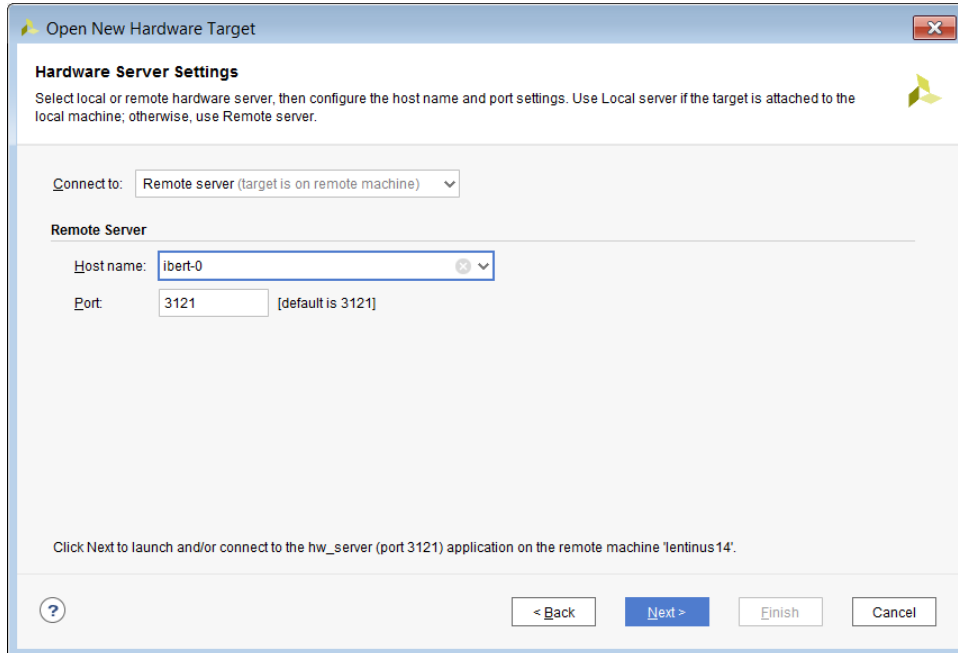 Open New Hardware Target
Hardware Server Settings
Select local or remote hardware server, then configure the host name and port settings. Use Local server if the target is attached to the
local machine; otherwise, use Remote server.
Connect to: Remote server (target is on remote machine)
Remote Server
Host name: ibert-0
Port: 3121 [default is 3121]
Click Next to launch and/or connect to the hw_server (port 3121) application on the remote machine 'lentinus14'.
? < Back Next > Finish Cancel